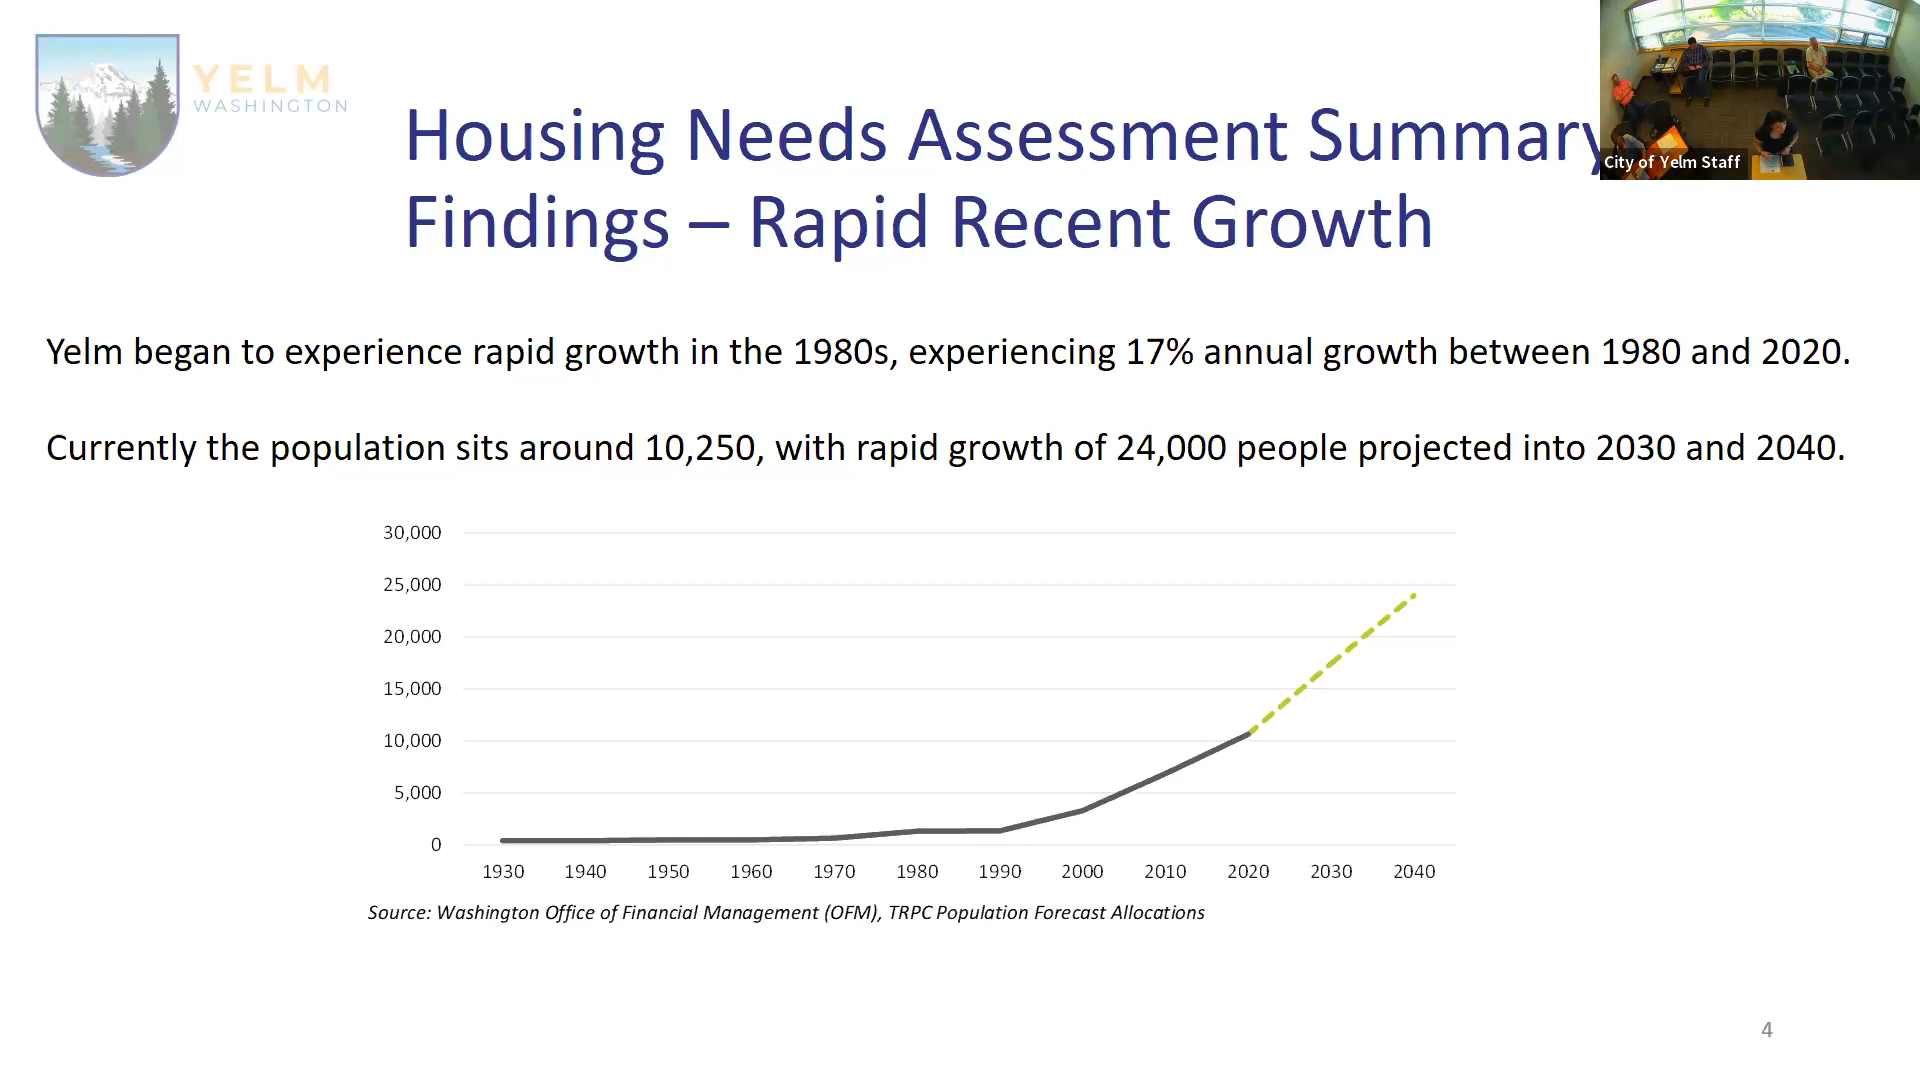 YELM
WASHINGTON
Housing Needs Assessment Summary
Findings – Rapid Recent Growth
City of Yelm Staff
Yelm began to experience rapid growth in the 1980s, experiencing 17% annual growth between 1980 and 2020.
Currently the population sits around 10,250, with rapid growth of 24,000 people projected into 2030 and 2040.
30,000
25,000
20,000
15,000
10,000
5,000
0
1930 1940 1950 1960 1970 1980 1990 2000 2010 2020 2030 2040
Source: Washington Office of Financial Management (OFM), TRPC Population Forecast Allocations
4